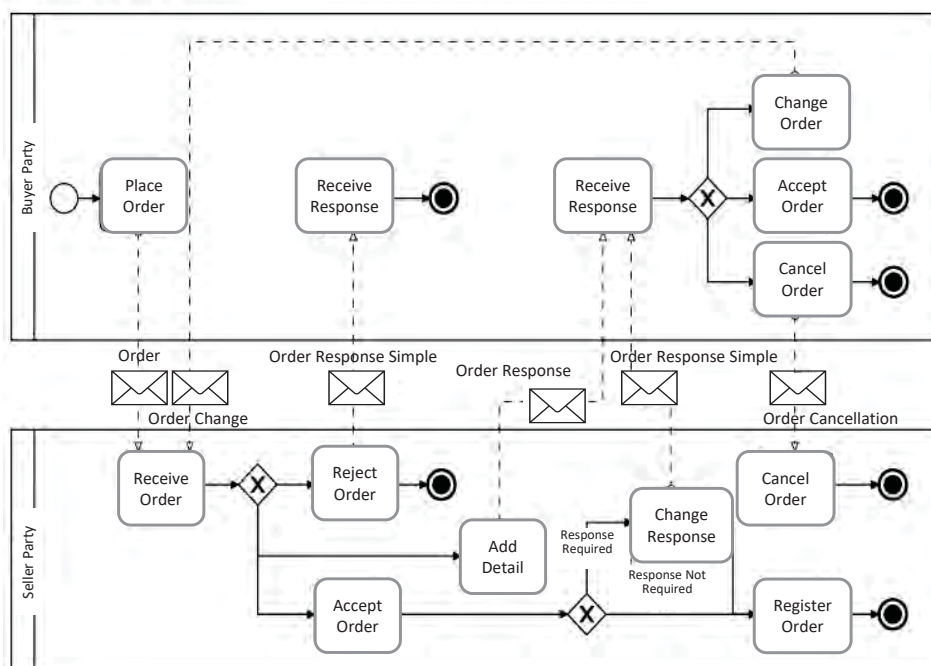 Buyer Party
Place
Order
Receive
Response
Receive
Response
Change
Order
Accept
Order
Cancel
Order
Order
Order Response Simple
Order Response
Order Response Simple
Order Change
Order Cancellation
Seller Party
Receive
Order
X
Reject
Order
Add
Detail
Accept
Order
Response
Required
X
Change
Response
Response Not
Required
Cancel
Order
Register
Order
X